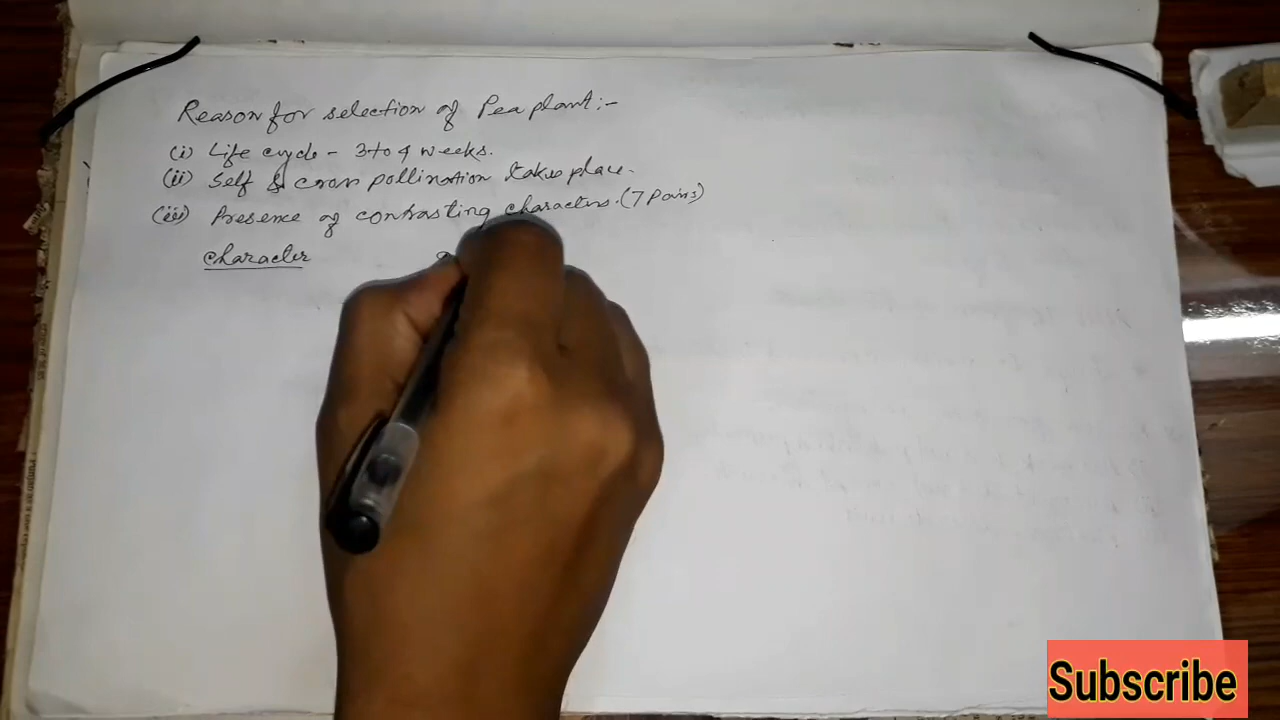 Reason for selection of Pea plant:-
(i) Life cycle - 3 to 4 weeks.
(ii) Self & cross pollination takes place.
(iii) Presence of contrasting characters. (7 pairs)
character
Subscribe